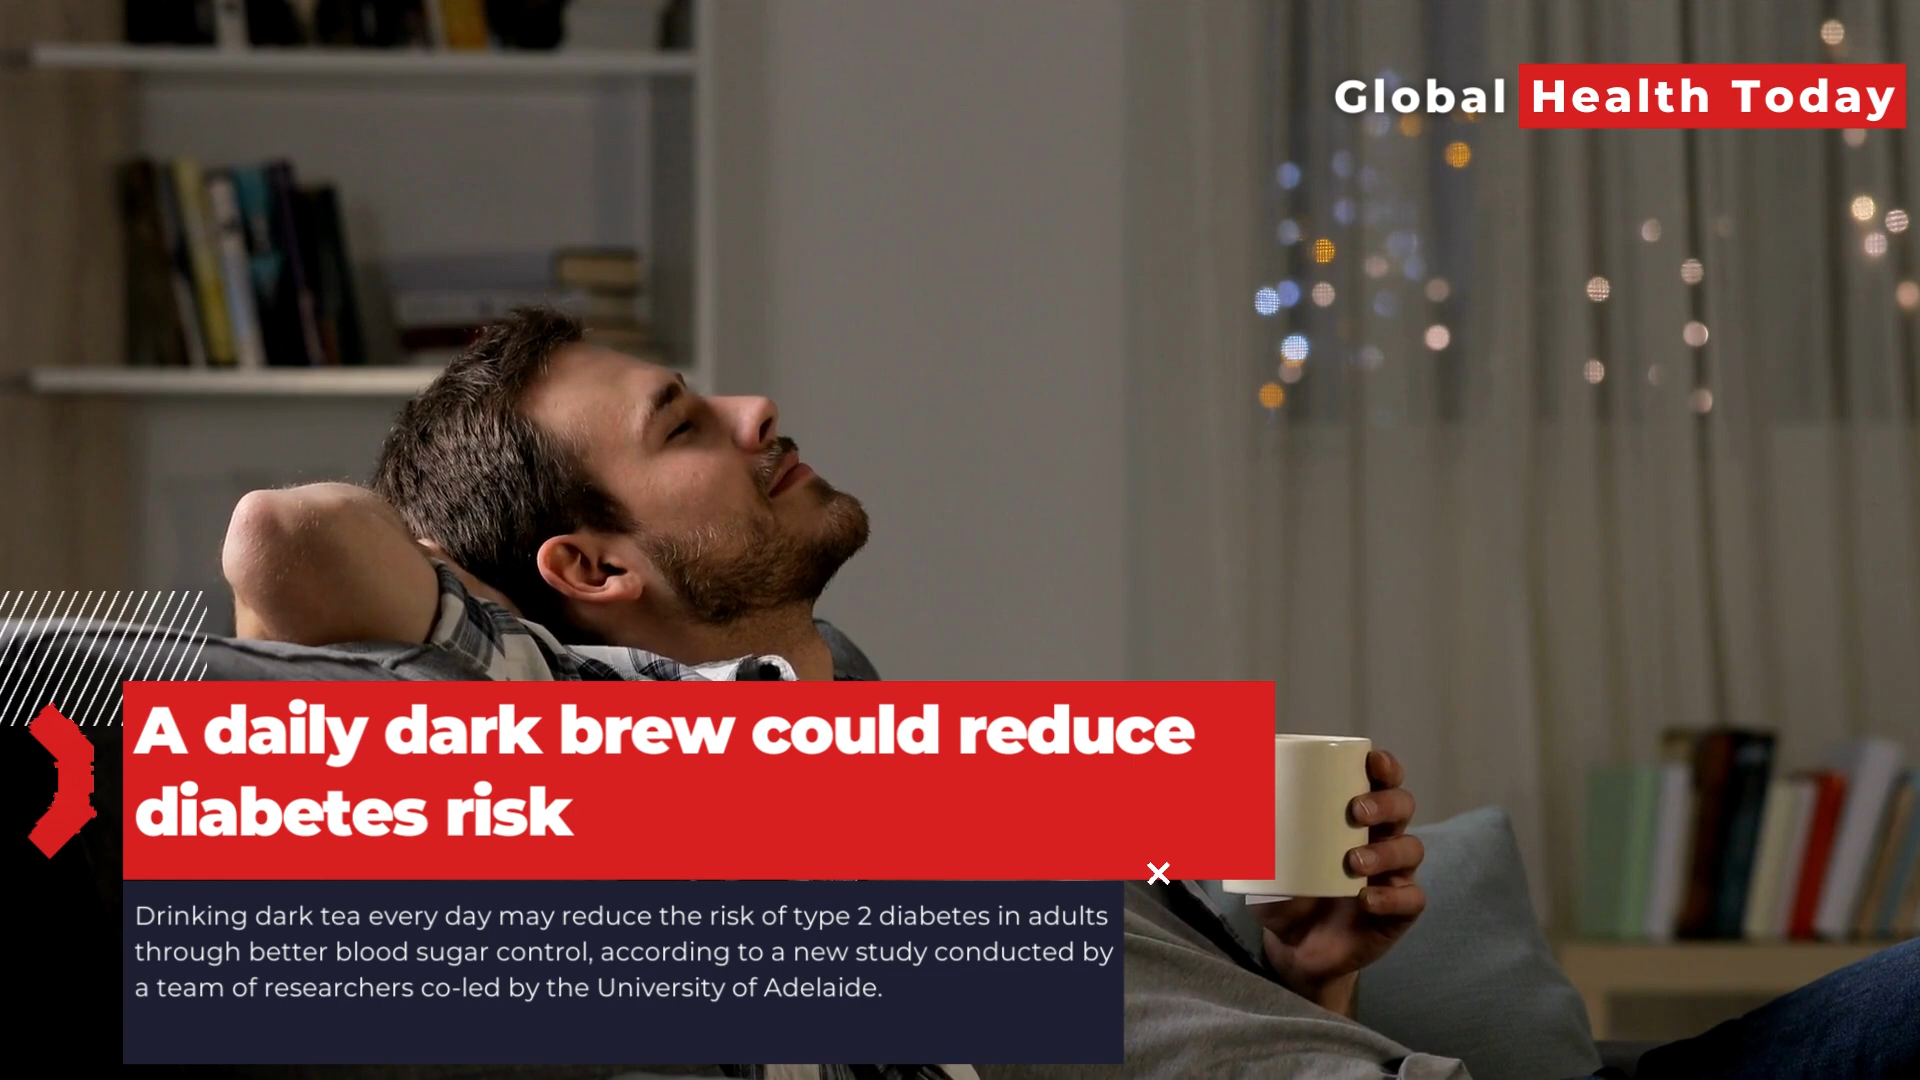 Global Health Today
A daily dark brew could reduce
diabetes risk
Drinking dark tea every day may reduce the risk of type 2 diabetes in adults
through better blood sugar control, according to a new study conducted by
a team of researchers co-led by the University of Adelaide.